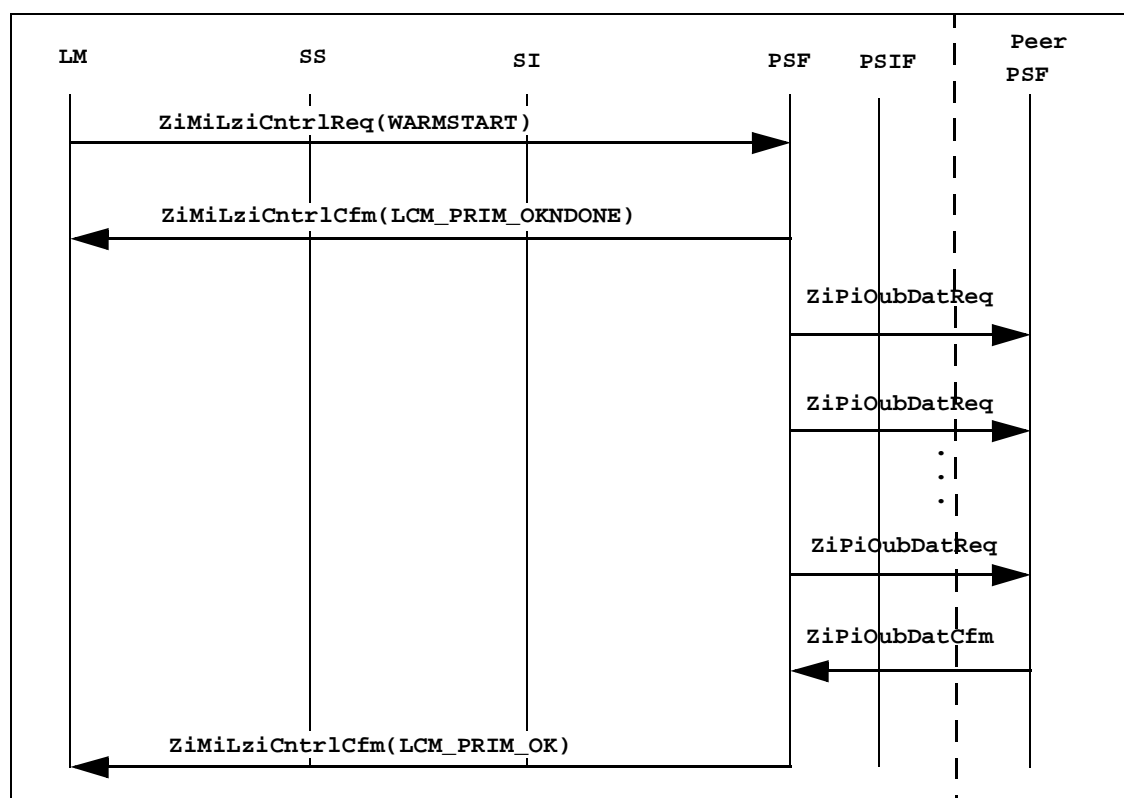 LM
SS
SI
PSF
PSIF
Peer
PSF
ZiMiLziCntrlReq(WARMSTART)
ZiMiLziCntrlCfm(LCM_PRIM_OKNDONE)
ZiPiOubDatReq
ZiPiOubDatReq
.
.
.
ZiPiOubDatReq
ZiPiOubDatCfm
ZiMiLziCntrlCfm(LCM_PRIM_OK)